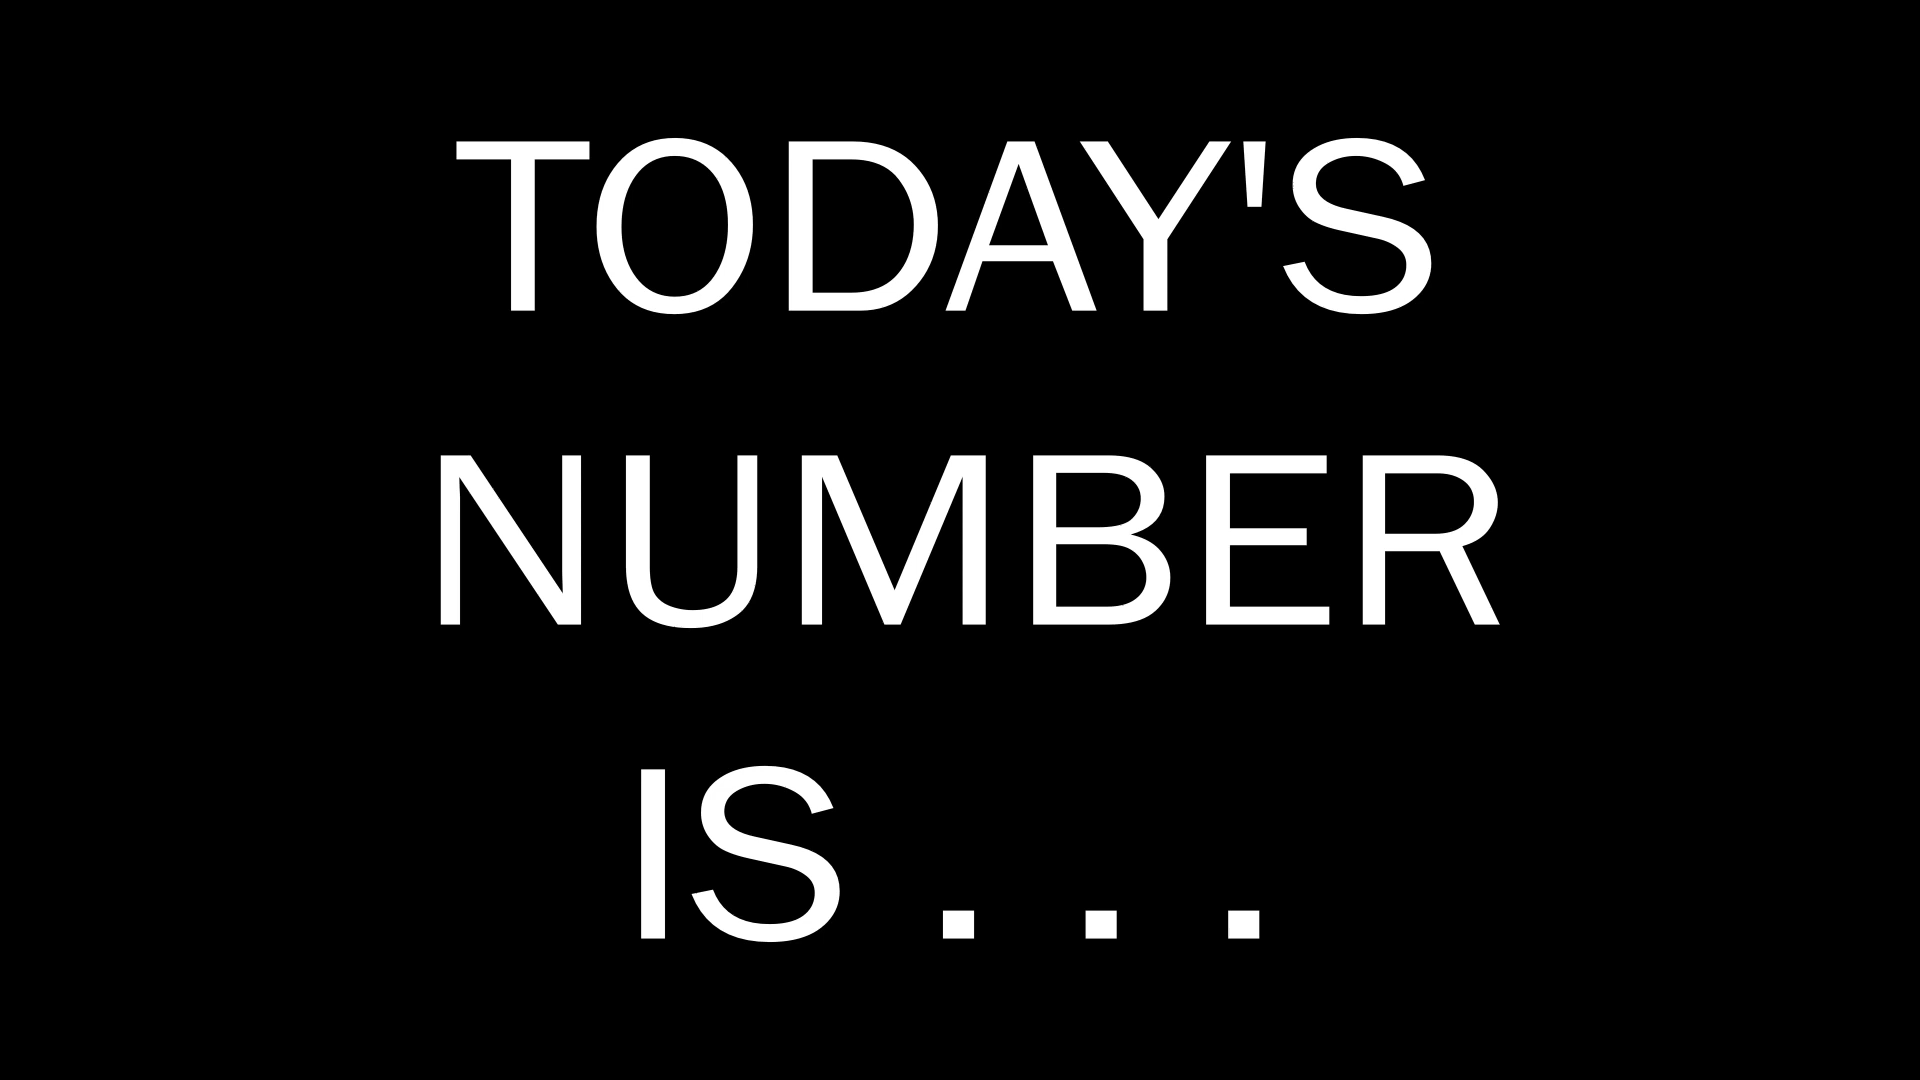 TODAY'S
NUMBER
IS . . .